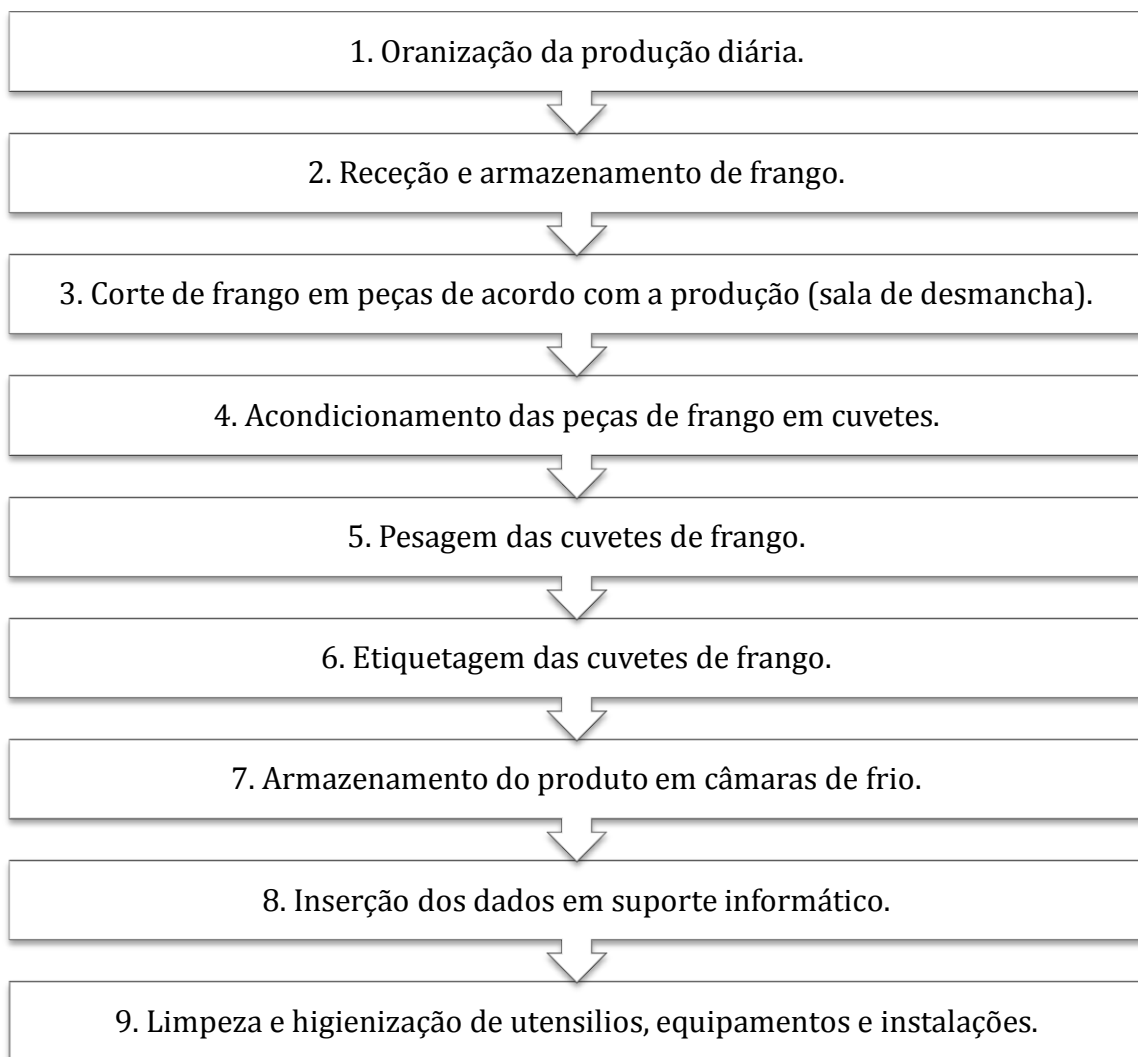 1. Oranização da produção diária.
2. Receção e armazenamento de frango.
3. Corte de frango em peças de acordo com a produção (sala de desmancha).
4. Acondicionamento das peças de frango em cuvetes.
5. Pesagem das cuvetes de frango.
6. Etiquetagem das cuvetes de frango.
7. Armazenamento do produto em câmaras de frio.
8. Inserção dos dados em suporte informático.
9. Limpeza e higienização de utensilios, equipamentos e instalações.